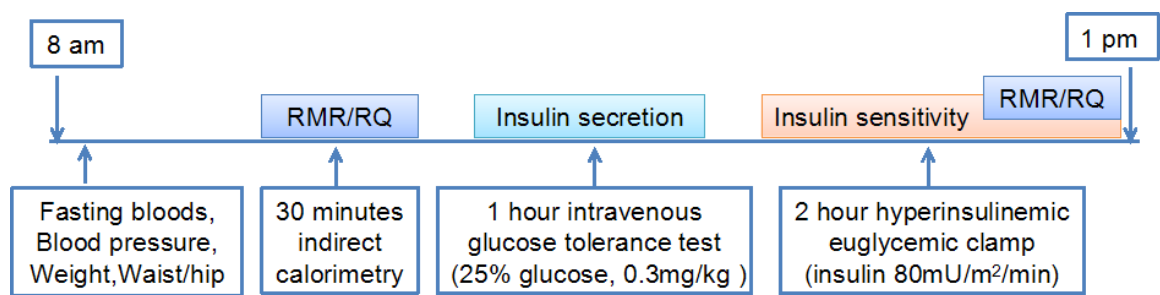 8 am
1 pm
RMR/RQ
Insulin secretion
Insulin sensitivity
RMR/RQ
Fasting bloods,
Blood pressure,
Weight,Waist/hip
30 minutes
indirect
calorimetry
1 hour intravenous
glucose tolerance test
(25% glucose, 0.3mg/kg )
2 hour hyperinsulinemic
euglycemic clamp
(insulin 80mU/m²/min)